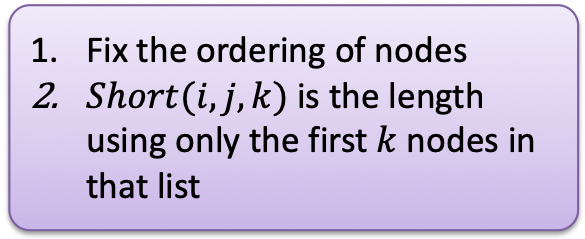 1. Fix the ordering of nodes
2. Short(i, j, k) is the length
using only the first k nodes in
that list